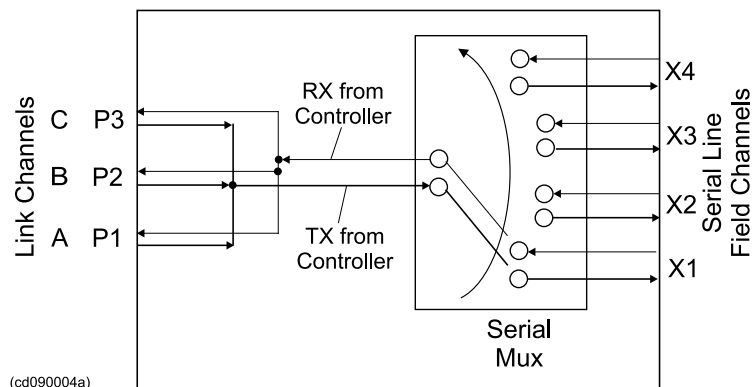 Link Channels
C P3
B P2
A P1
RX from
Controller
TX from
Controller
Serial
Mux
X4
X3
X2
X1
Serial Line
Field Channels
(cd090004a)